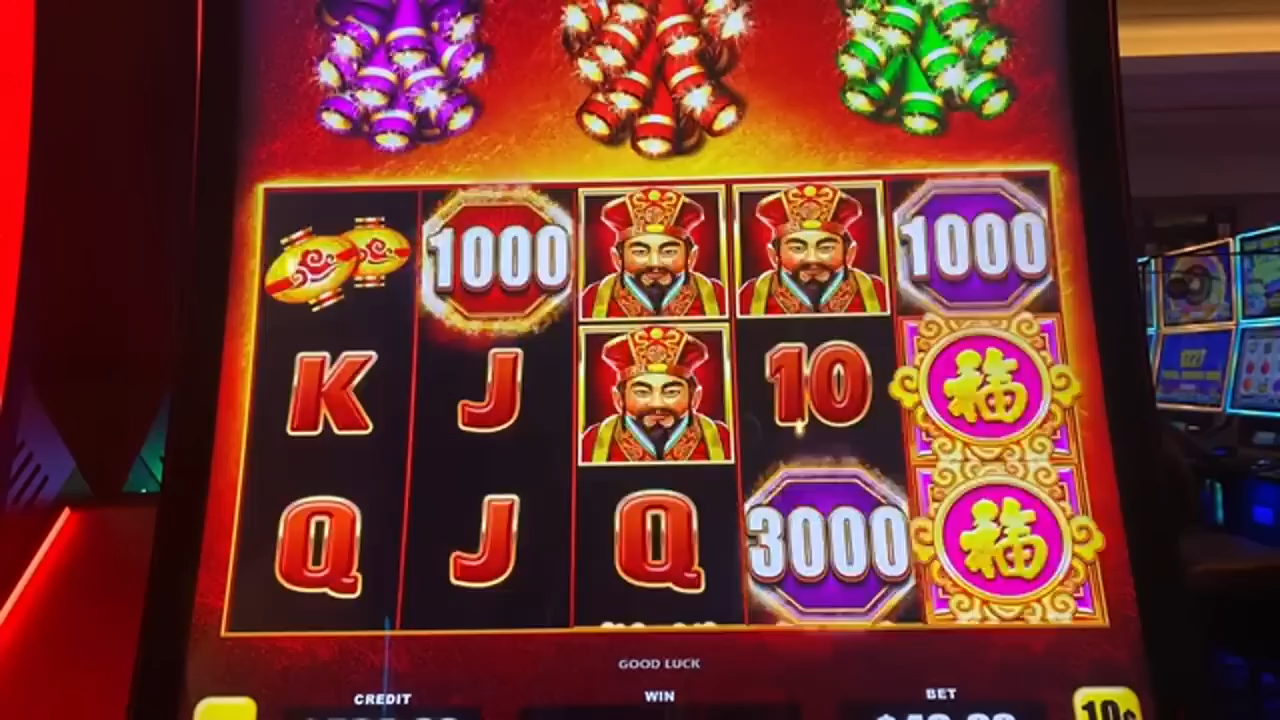 1000 1000
K J 10 福
Q J Q 3000 福
GOOD LUCK
CREDIT WIN BET
10¢